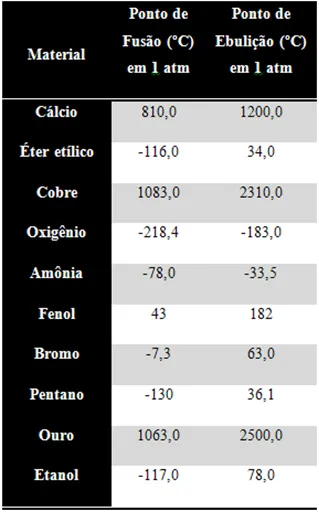 Material Ponto de Fusão (ºC) em 1 atm Ponto de Ebulição (ºC) em 1 atm
Cálcio 810,0 1200,0
Éter etílico -116,0 34,0
Cobre 1083,0 2310,0
Oxigênio -218,4 -183,0
Amônia -78,0 -33,5
Fenol 43 182
Bromo -7,3 63,0
Pentano -130 36,1
Ouro 1063,0 2500,0
Etanol -117,0 78,0